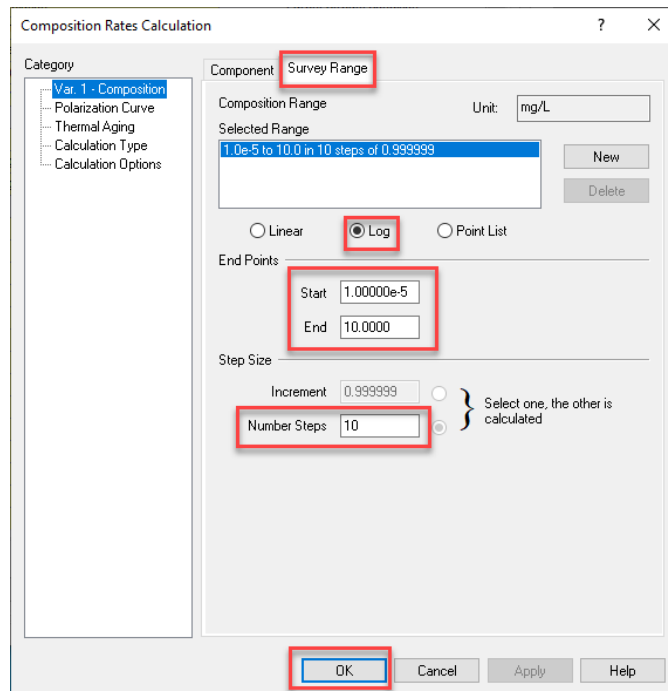 Composition Rates Calculation ? ×
Category
Var. 1 - Composition
Polarization Curve
Thermal Aging
Calculation Type
Calculation Options
Component Survey Range
Composition Range Unit: mg/L
Selected Range
1.0e-5 to 10.0 in 10 steps of 0.999999
New
Delete
Linear Log Point List
End Points
Start 1.00000e-5
End 10.0000
Step Size
Increment 0.999999
Number Steps 10
} Select one, the other is
calculated
OK Cancel Apply Help